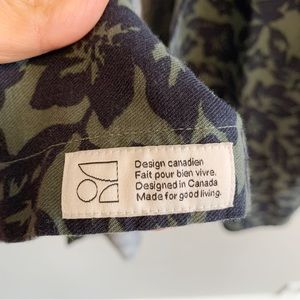 Design canadien
Fait pour bien vivre.
Designed in Canada
Made for good living.